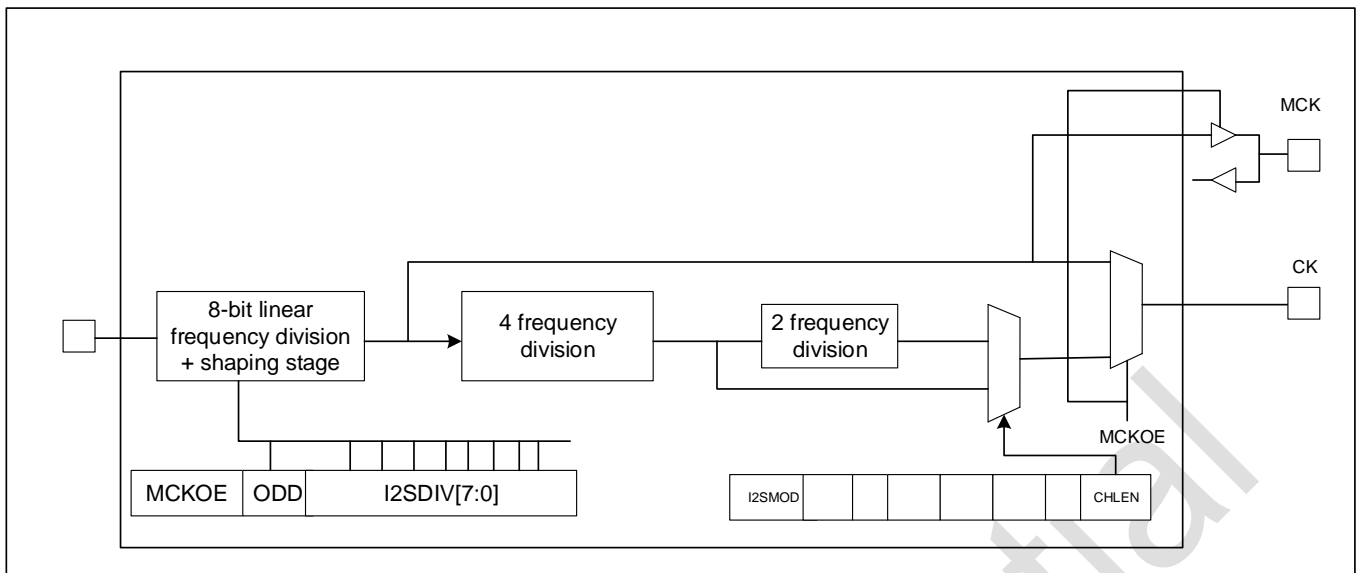 MCK
CK
8-bit linear
frequency division
+ shaping stage
4 frequency
division
2 frequency
division
MCKOE
MCKOE
ODD
I2SDIV[7:0]
I2SMOD
CHLEN